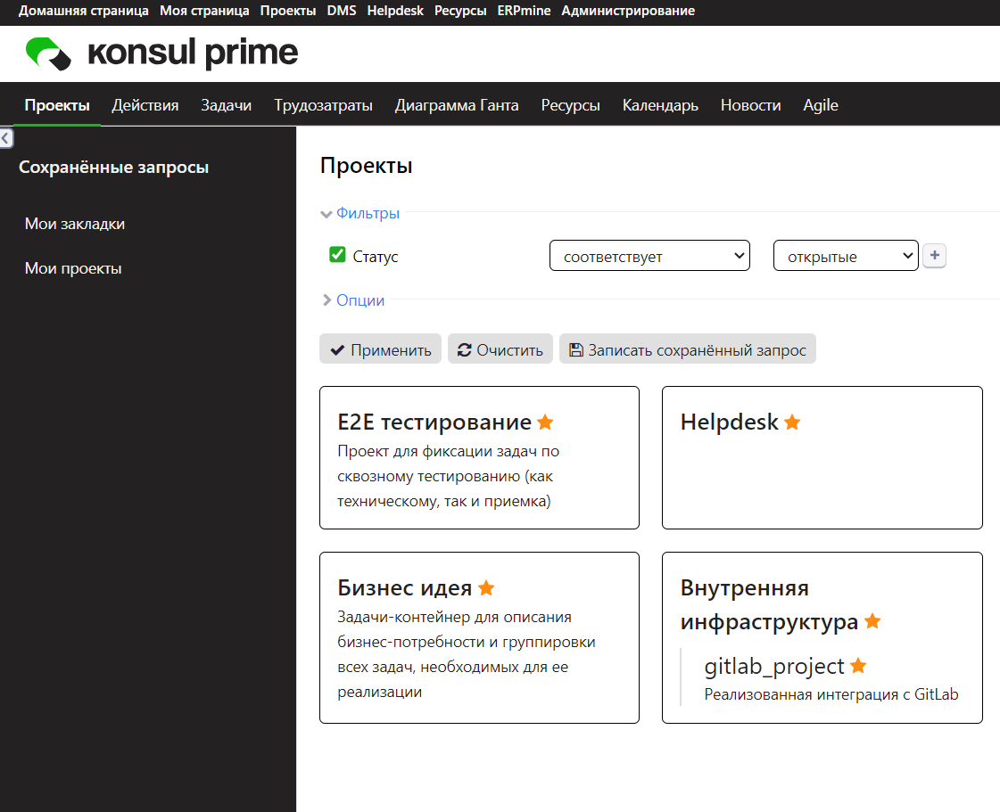 Домашняя страница Моя страница Проекты DMS Helpdesk Ресурсы ERPmine Администрирование
konsul prime
Проекты Действия Задачи Трудозатраты Диаграмма Ганта Ресурсы Календарь Новости Agile
Сохранённые запросы
Мои закладки
Мои проекты
Проекты
Фильтры
Статус соответствует открытые
Опции
Применить Очистить Записать сохранённый запрос
E2E тестирование
Проект для фиксации задач по
сквозному тестированию (как
техническому, так и приемка)
Helpdesk
Бизнес идея
Задачи-контейнер для описания
бизнес-потребности и группировки
всех задач, необходимых для ее
реализации
Внутренняя
инфраструктура
gitlab_project
Реализованная интеграция с GitLab